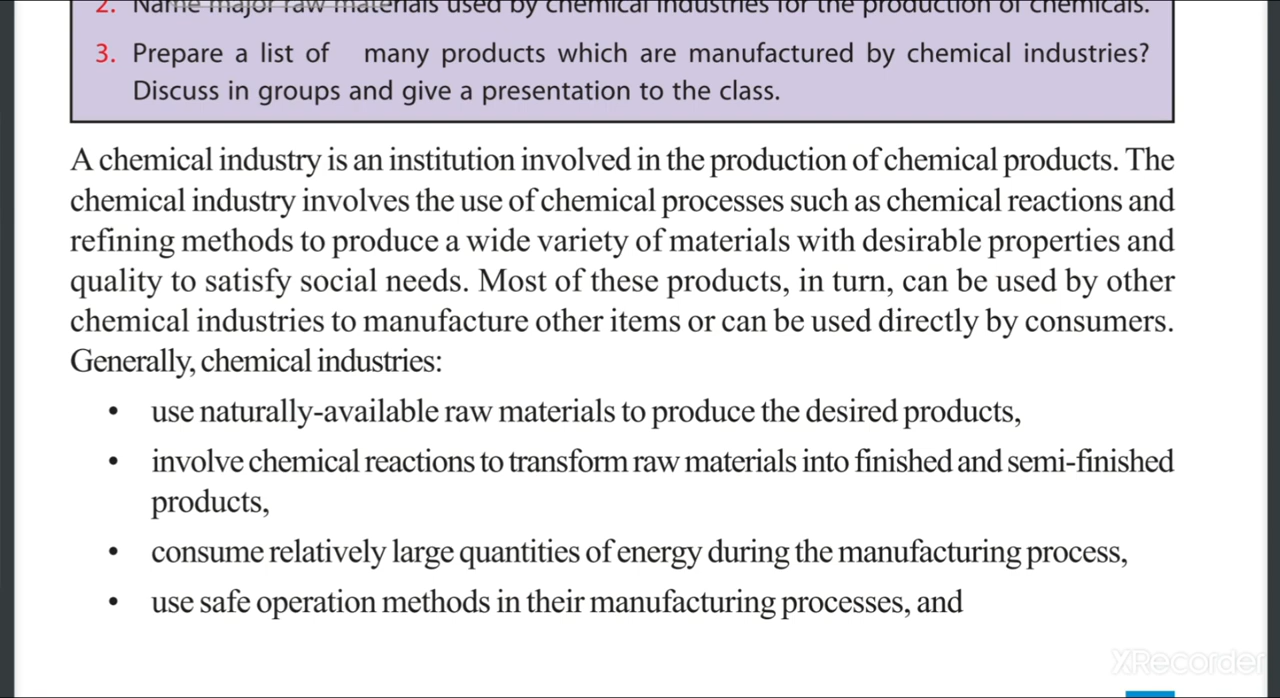 2. Name major raw materials used by chemical industries for the production of chemicals.
3. Prepare a list of many products which are manufactured by chemical industries?
Discuss in groups and give a presentation to the class.
A chemical industry is an institution involved in the production of chemical products. The
chemical industry involves the use of chemical processes such as chemical reactions and
refining methods to produce a wide variety of materials with desirable properties and
quality to satisfy social needs. Most of these products, in turn, can be used by other
chemical industries to manufacture other items or can be used directly by consumers.
Generally, chemical industries:
• use naturally-available raw materials to produce the desired products,
• involve chemical reactions to transform raw materials into finished and semi-finished
products,
• consume relatively large quantities of energy during the manufacturing process,
• use safe operation methods in their manufacturing processes, and
XRecorder